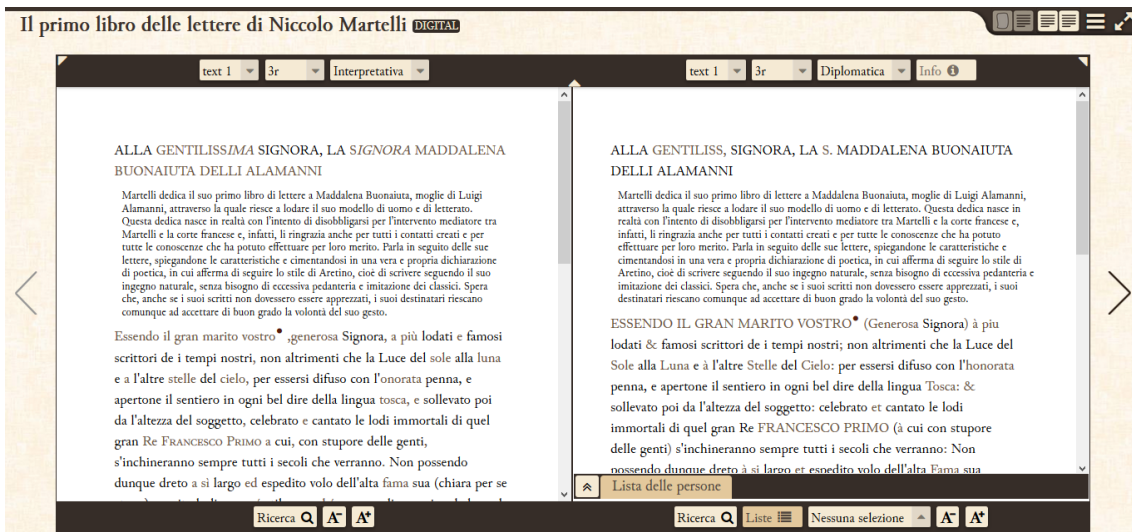 Il primo libro delle lettere di Niccolo Martelli DIGITAL
text 1 3r Interpretativa
ALLA GENTILISSIMA SIGNORA, LA SIGNORA MADDALENA
BUONAIUTA DELLI ALAMANNI
Martelli dedica il suo primo libro di lettere a Maddalena Buonaiuta, moglie di Luigi
Alamanni, attraverso la quale riesce a lodare il suo modello di uomo e di letterato.
Questa dedica nasce in realtà con l'intento di disobbligarsi per l'intervento mediatore tra
Martelli e la corte francese e, infatti, li ringrazia anche per tutti i contatti creati e per
tutte le conoscenze che ha potuto effettuare per loro merito. Parla in seguito delle sue
lettere, spiegandone le caratteristiche e cimentandosi in una vera e propria dichiarazione
di poetica, in cui afferma di seguire lo stile di Aretino, cioè di scrivere seguendo il suo
ingegno naturale, senza bisogno di eccessiva pedanteria e imitazione dei classici. Spera
che, anche se i suoi scritti non dovessero essere apprezzati, i suoi destinatari riescano
comunque ad accettare di buon grado la volontà del suo gesto.
Essendo il gran marito vostro ,generosa Signora, a più lodati e famosi
scrittori de i tempi nostri, non altrimenti che la Luce del sole alla luna
e a l'altre stelle del cielo, per essersi difuso con l'onorata penna, e
apertone il sentiero in ogni bel dire della lingua tosca, e sollevato poi
da l'altezza del soggetto, celebrato e cantato le lodi immortali di quel
gran Re FRANCESCO PRIMO a cui, con stupore delle genti,
s'inchineranno sempre tutti i secoli che verranno. Non possendo
dunque dreto a sì largo ed espedito volo dell'alta fama sua (chiara per se
Ricerca A- A+
text 1 3r Diplomatica Info
ALLA GENTILISS, SIGNORA, LA S. MADDALENA BUONAIUTA
DELLI ALAMANNI
Martelli dedica il suo primo libro di lettere a Maddalena Buonaiuta, moglie di Luigi Alamanni,
attraverso la quale riesce a lodare il suo modello di uomo e di letterato. Questa dedica nasce in
realtà con l'intento di disobbligarsi per l'intervento mediatore tra Martelli e la corte francese e,
infatti, li ringrazia anche per tutti i contatti creati e per tutte le conoscenze che ha potuto
effettuare per loro merito. Parla in seguito delle sue lettere, spiegandone le caratteristiche e
cimentandosi in una vera e propria dichiarazione di poetica, in cui afferma di seguire lo stile di
Aretino, cioè di scrivere seguendo il suo ingegno naturale, senza bisogno di eccessiva pedanteria e
imitazione dei classici. Spera che, anche se i suoi scritti non dovessero essere apprezzati, i suoi
destinatari riescano comunque ad accettare di buon grado la volontà del suo gesto.
ESSENDO IL GRAN MARITO VOSTRO (Generosa Signora) à piu
lodati & famosi scrittori de i tempi nostri; non altrimenti che la Luce del
Sole alla Luna e à l'altre Stelle del Cielo: per essersi difuso con l'honorata
penna, e apertone il sentiero in ogni bel dire della lingua Tosca: &
sollevato poi da l'altezza del soggetto: celebrato et cantato le lodi
immortali di quel gran Re FRANCESCO PRIMO (à cui con stupore
delle genti) s'inchineranno sempre tutti i secoli che verranno: Non
possendo dunque dreto à si largo et espedito volo dell'alta Fama sua
Lista delle persone
Ricerca Liste Nessuna selezione A- A+